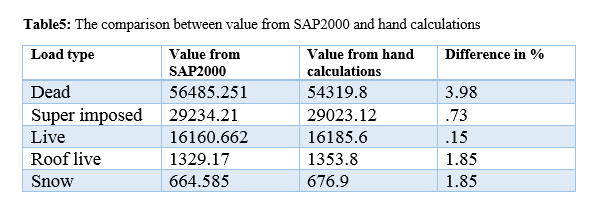 Table5: The comparison between value from SAP2000 and hand calculations
Load type Value from SAP2000 Value from hand calculations Difference in %
Dead 56485.251 54319.8 3.98
Super imposed 29234.21 29023.12 .73
Live 16160.662 16185.6 .15
Roof live 1329.17 1353.8 1.85
Snow 664.585 676.9 1.85